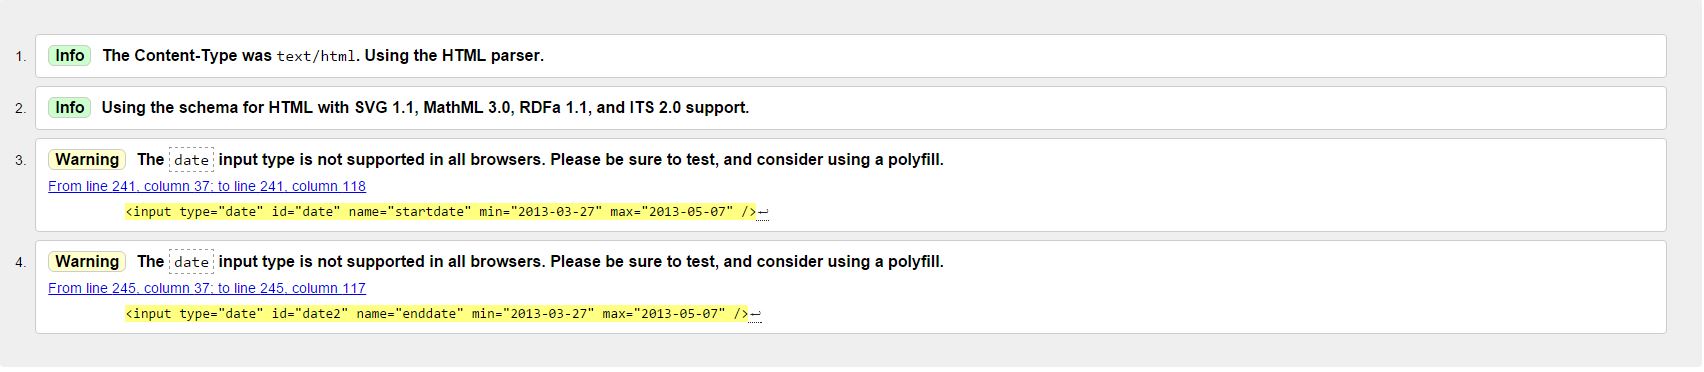 1. Info The Content-Type was text/html. Using the HTML parser.
2. Info Using the schema for HTML with SVG 1.1, MathML 3.0, RDFa 1.1, and ITS 2.0 support.
3. Warning The date input type is not supported in all browsers. Please be sure to test, and consider using a polyfill.
From line 241, column 37; to line 241, column 118
<input type="date" id="date" name="startdate" min="2013-03-27" max="2013-05-07" />↩
4. Warning The date input type is not supported in all browsers. Please be sure to test, and consider using a polyfill.
From line 245, column 37; to line 245, column 117
<input type="date" id="date2" name="enddate" min="2013-03-27" max="2013-05-07" />↩